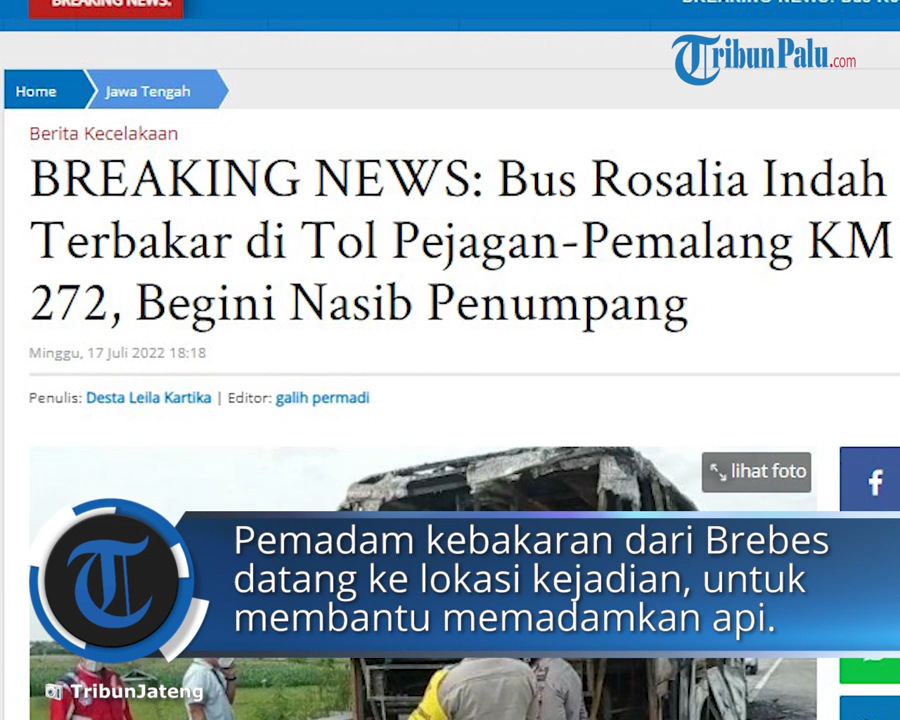 BREAKING NEWS:
TribunPalu.com
Home
Jawa Tengah
Berita Kecelakaan
BREAKING NEWS: Bus Rosalia Indah
Terbakar di Tol Pejagan-Pemalang KM
272, Begini Nasib Penumpang
Minggu, 17 Juli 2022 18:18
Penulis: Desta Leila Kartika | Editor: galih permadi
lihat foto
f
T
Pemadam kebakaran dari Brebes
datang ke lokasi kejadian, untuk
membantu memadamkan api.
TribunJateng